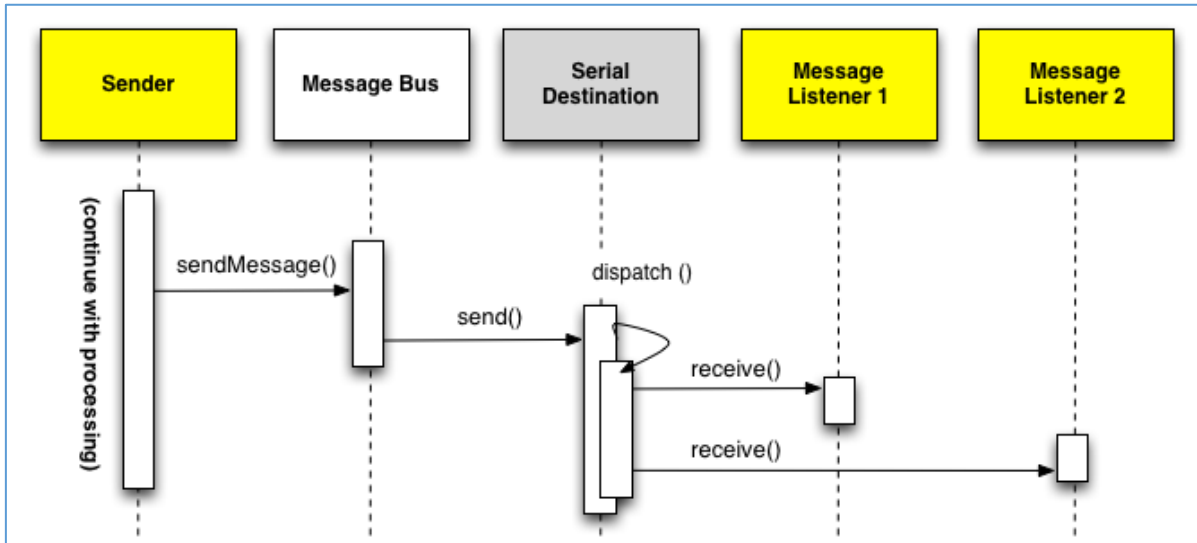 Sender
Message Bus
Serial
Destination
Message
Listener 1
Message
Listener 2
(continue with processing)
sendMessage()
dispatch ()
send()
receive()
receive()